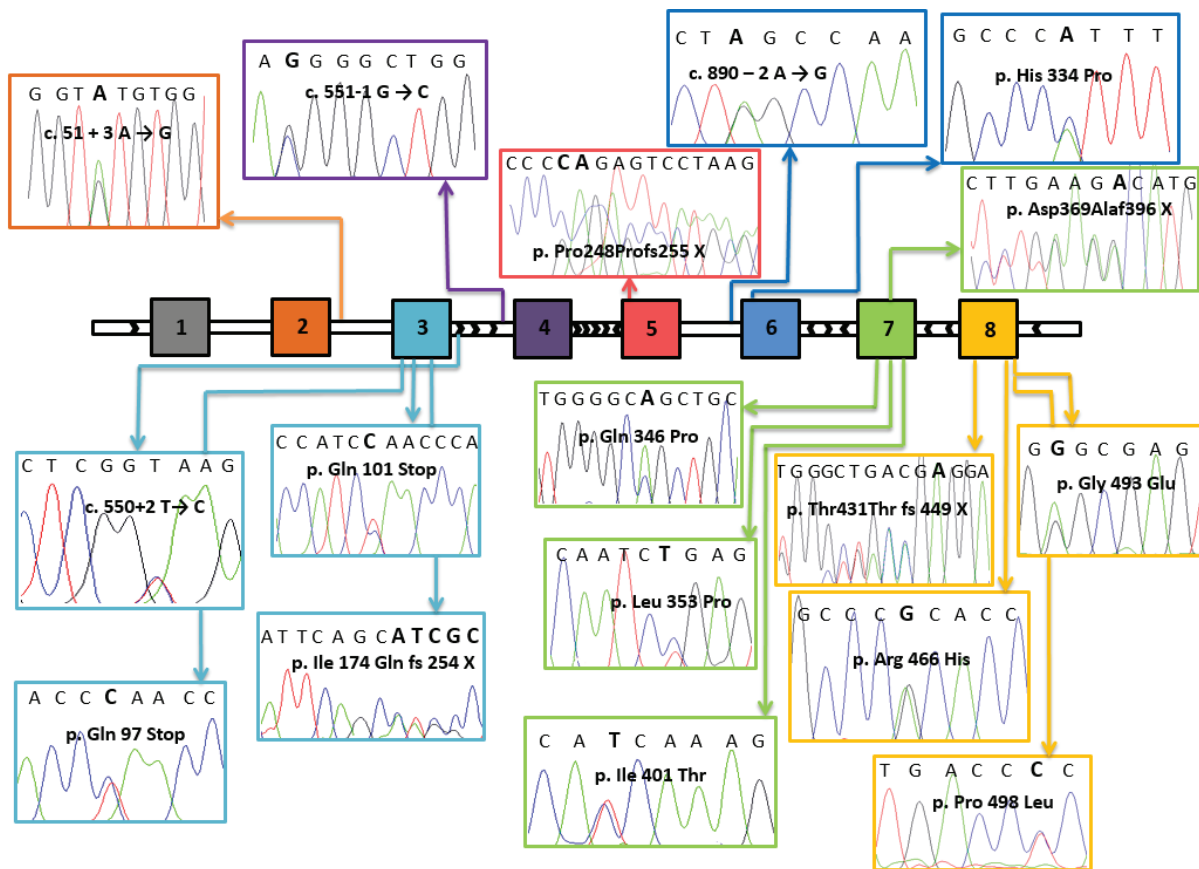 G G T A T G T G G
c. 51 + 3 A → G
A G G G G C T G G
c. 551-1 G → C
C T A G C C A A
c. 890 – 2 A → G
G C C C A T T T
p. His 334 Pro
C C C C A G A G T C C T A A G
p. Pro248Profs255 X
C T T G A A G A C A T G
p. Asp369Alaf396 X
1 2 3 4 5 6 7 8
C T C G G T A A G
c. 550+2 T → C
C C A T C C A A C C C A
p. Gln 101 Stop
T G G G G C A G C T G C
p. Gln 346 Pro
T G G G C T G A C G A G G A
p. Thr431Thr fs 449 X
G G G C G A G
p. Gly 493 Glu
A C C C A A C C
p. Gln 97 Stop
A T T C A G C A T C G C
p. Ile 174 Gln fs 254 X
C A A T C T G A G
p. Leu 353 Pro
G C C C G C A C C
p. Arg 466 His
C A T C A A A G
p. Ile 401 Thr
T G A C C C C
p. Pro 498 Leu